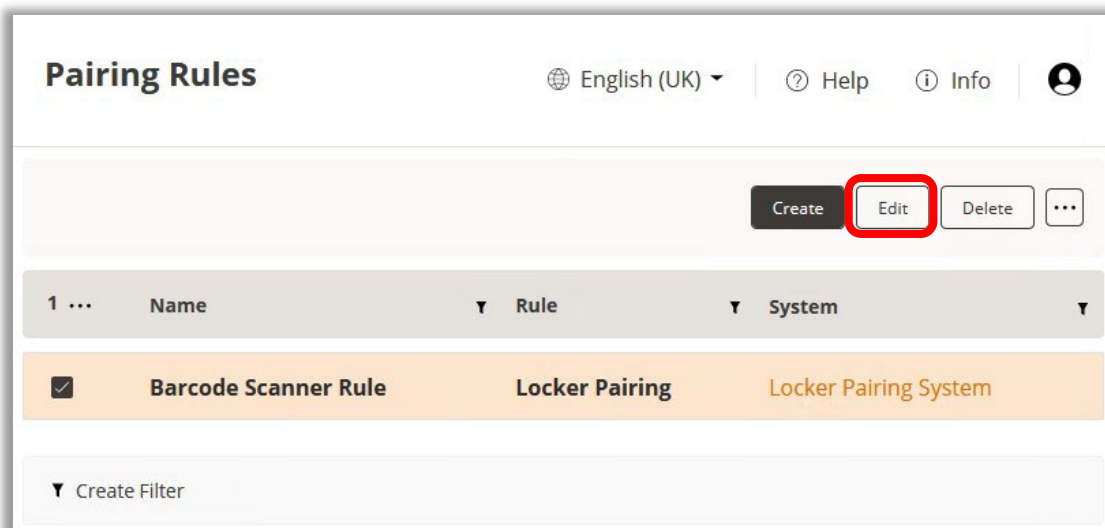 Pairing Rules
English (UK)
Help
Info
Create
Edit
Delete
...
1 ...
Name
Rule
System
Barcode Scanner Rule
Locker Pairing
Locker Pairing System
Create Filter